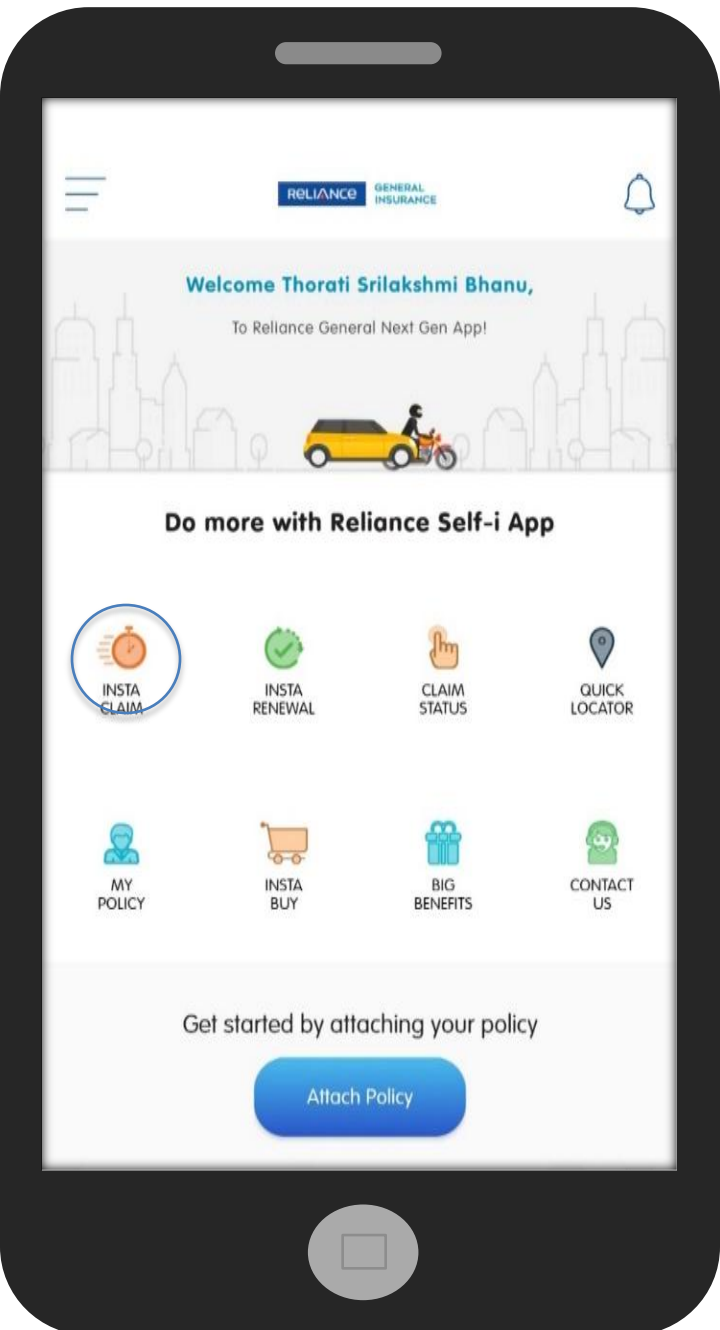 RELIANCE GENERAL INSURANCE
Welcome Thorati Srilakshmi Bhanu,
To Reliance General Next Gen App!
Do more with Reliance Self-i App
INSTA CLAIM
INSTA RENEWAL
CLAIM STATUS
QUICK LOCATOR
MY POLICY
INSTA BUY
BIG BENEFITS
CONTACT US
Get started by attaching your policy
Attach Policy